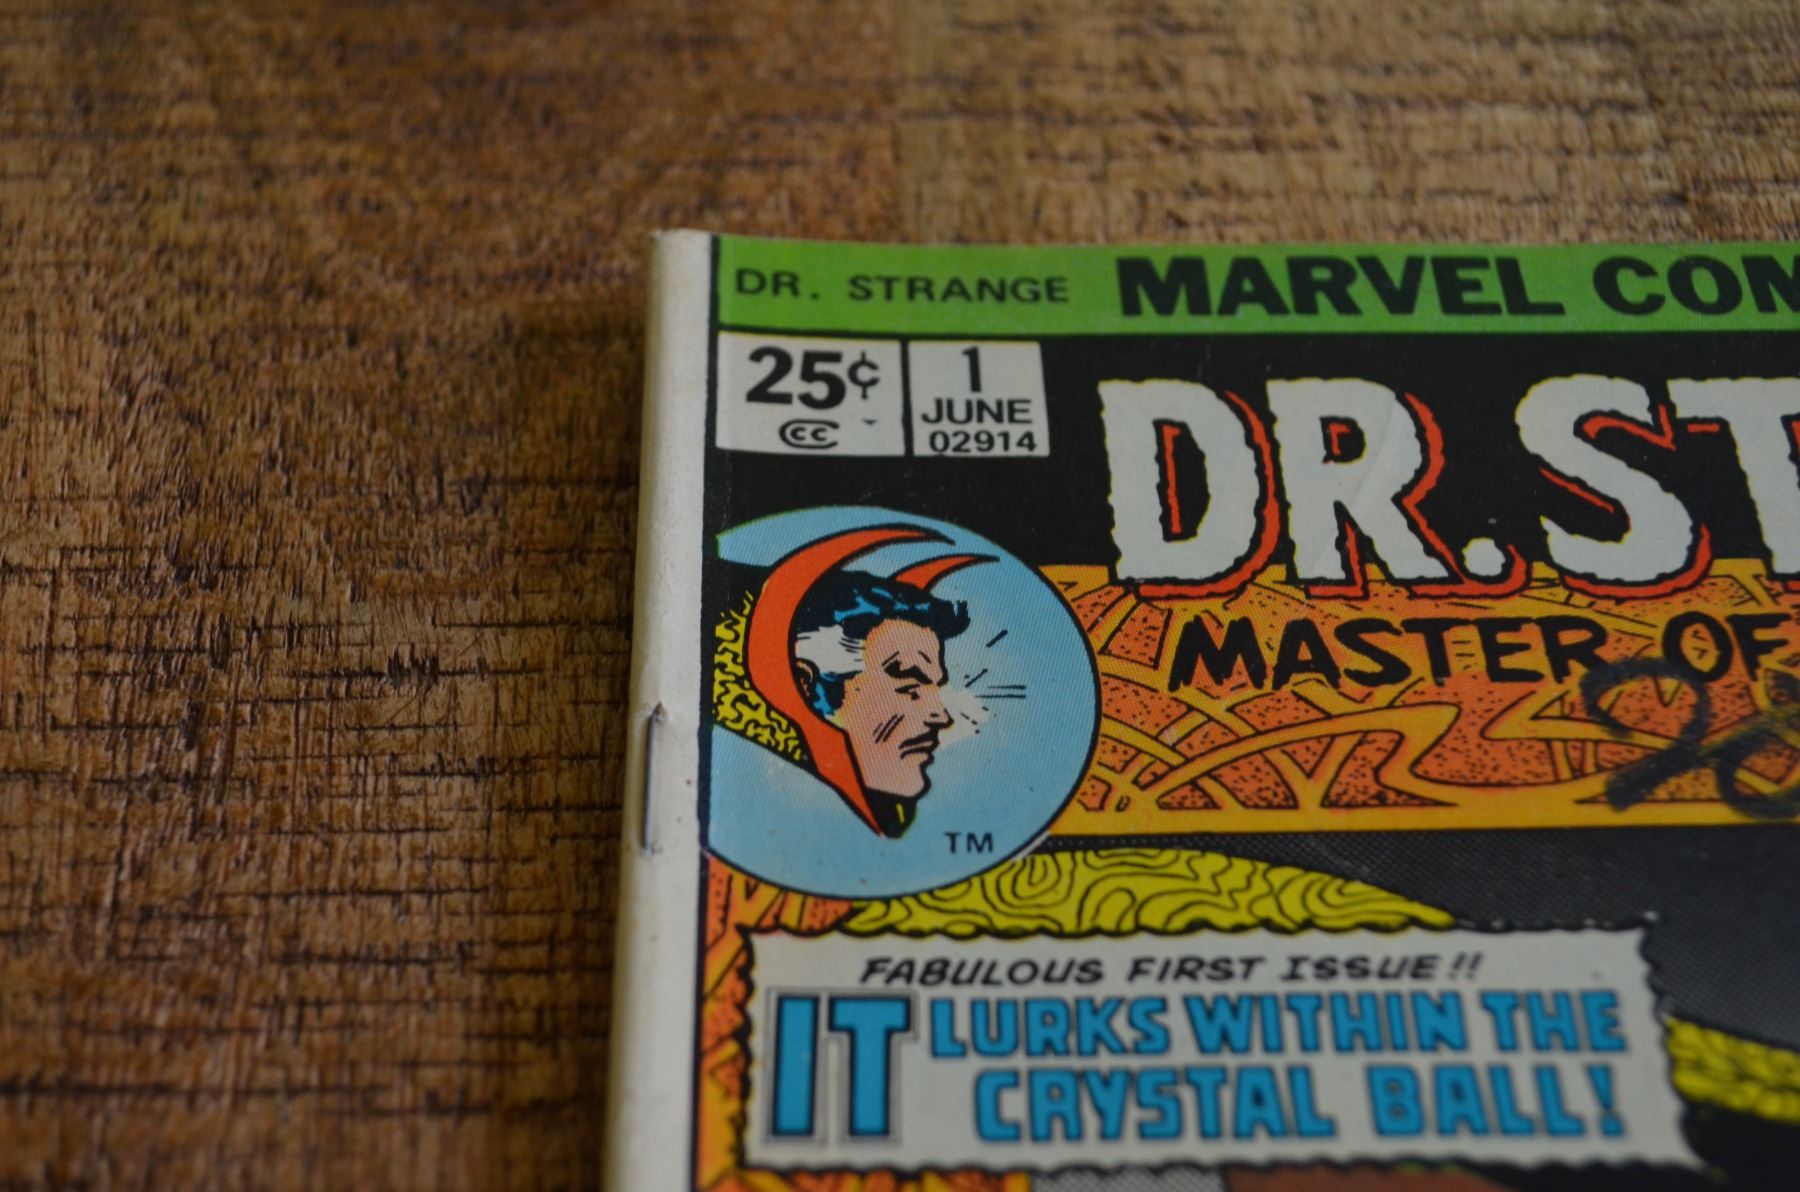 DR. STRANGE MARVEL COM
25¢ 1
CC JUNE
02914
DR. ST
MASTER OF
TM
FABULOUS FIRST ISSUE!!
IT LURKS WITHIN THE
CRYSTAL BALL!